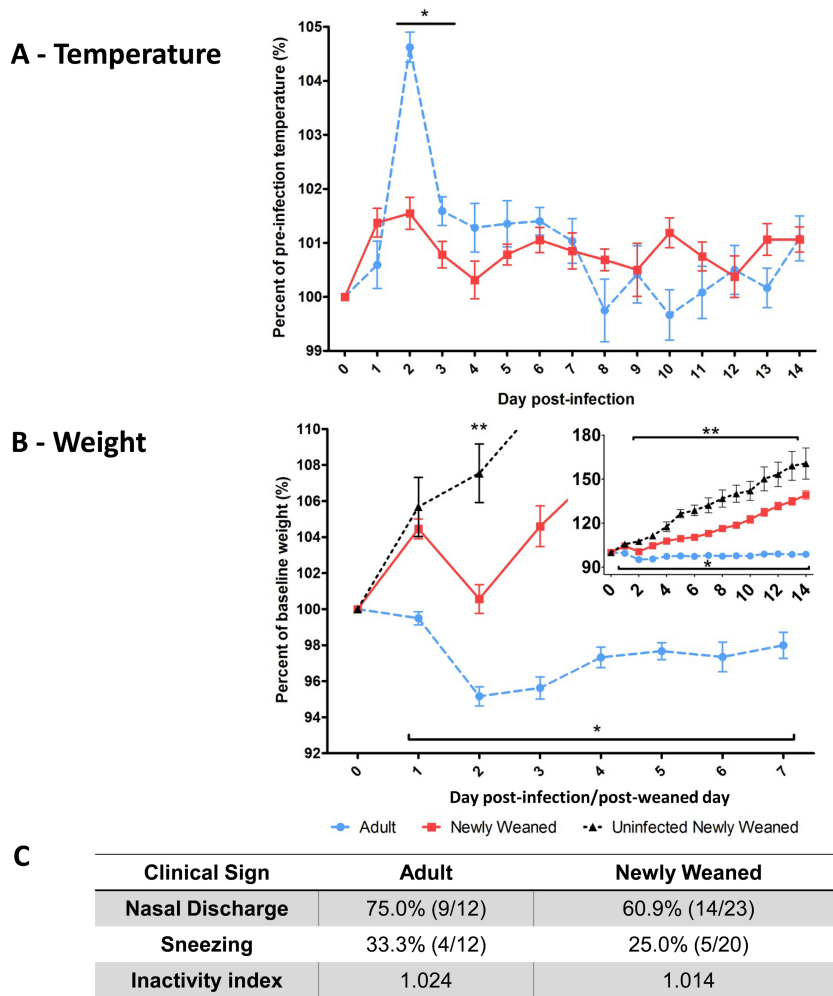 A - Temperature
*
Percent of pre-infection temperature (%)
105
104
103
102
101
100
99
0 1 2 3 4 5 6 7 8 9 10 11 12 13 14
Day post-infection
B - Weight
Percent of baseline weight (%)
110
108
106
104
102
100
98
96
94
92
**
*
0 1 2 3 4 5 6 7
180
150
120
90
**
*
0 2 4 6 8 10 12 14
Day post-infection/post-weaned day
Adult Newly Weaned Uninfected Newly Weaned
C
Clinical Sign Adult Newly Weaned
Nasal Discharge 75.0% (9/12) 60.9% (14/23)
Sneezing 33.3% (4/12) 25.0% (5/20)
Inactivity index 1.024 1.014